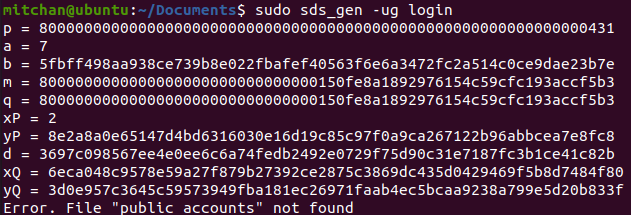 mitchan@ubuntu:~/Documents$ sudo sds_gen -ug login
p = 8000000000000000000000000000000000000000000000000000000000000431
a = 7
b = 5fbff498aa938ce739b8e022fbafef40563f6e6a3472fc2a514c0ce9dae23b7e
m = 8000000000000000000000000000000150fe8a1892976154c59cfc193accf5b3
q = 8000000000000000000000000000000150fe8a1892976154c59cfc193accf5b3
xP = 2
yP = 8e2a8a0e65147d4bd6316030e16d19c85c97f0a9ca267122b96abbcea7e8fc8
d = 3697c098567ee4e0ee6c6a74fedb2492e0729f75d90c31e7187fc3b1ce41c82b
xQ = 6eca048c9578e59a27f879b27392ce2875c3869dc435d0429469f5b8d7484f80
yQ = 3d0e957c3645c59573949fba181ec26971faab4ec5bcaa9238a799e5d20b833f
Error. File "public accounts" not found